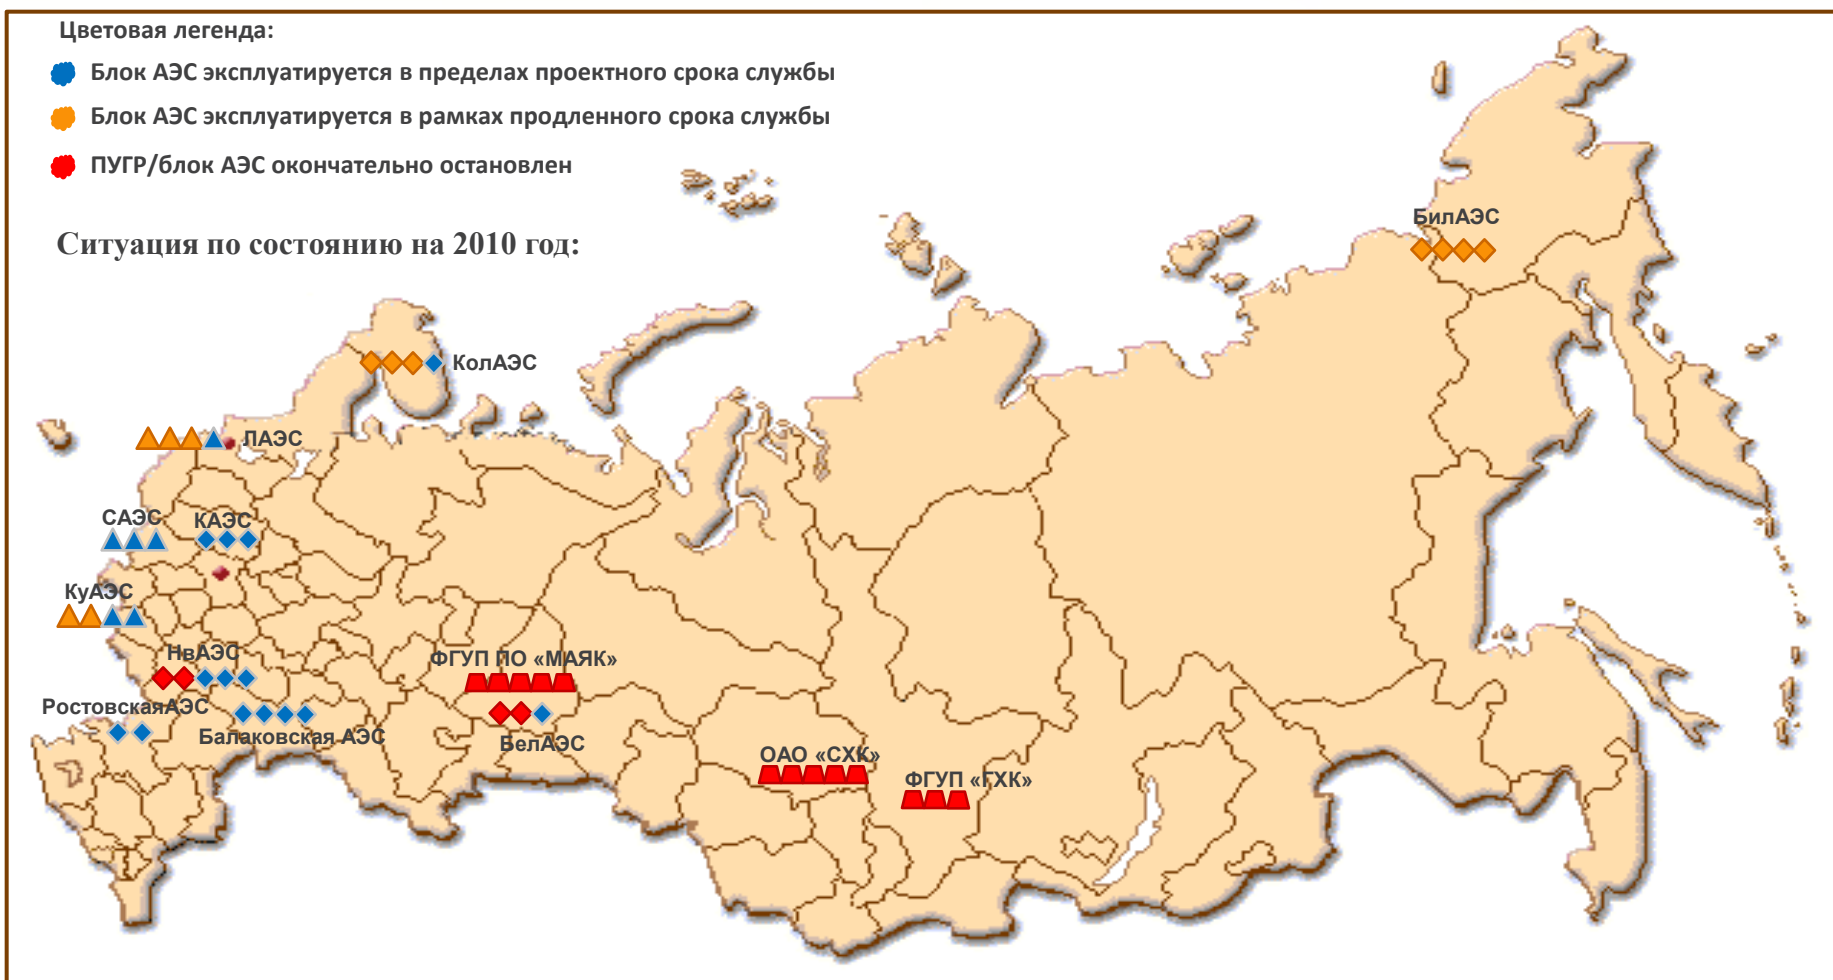 Цветовая легенда:
Блок АЭС эксплуатируется в пределах проектного срока службы
Блок АЭС эксплуатируется в рамках продленного срока службы
ПУГР/блок АЭС окончательно остановлен
Ситуация по состоянию на 2010 год:
БилАЭС
КолАЭС
ЛАЭС
САЭС
КАЭС
КуАЭС
НвАЭС
ФГУП ПО «МАЯК»
РостовскаяАЭС
Балаковская АЭС
БелАЭС
ОАО «СХК»
ФГУП «ГХК»